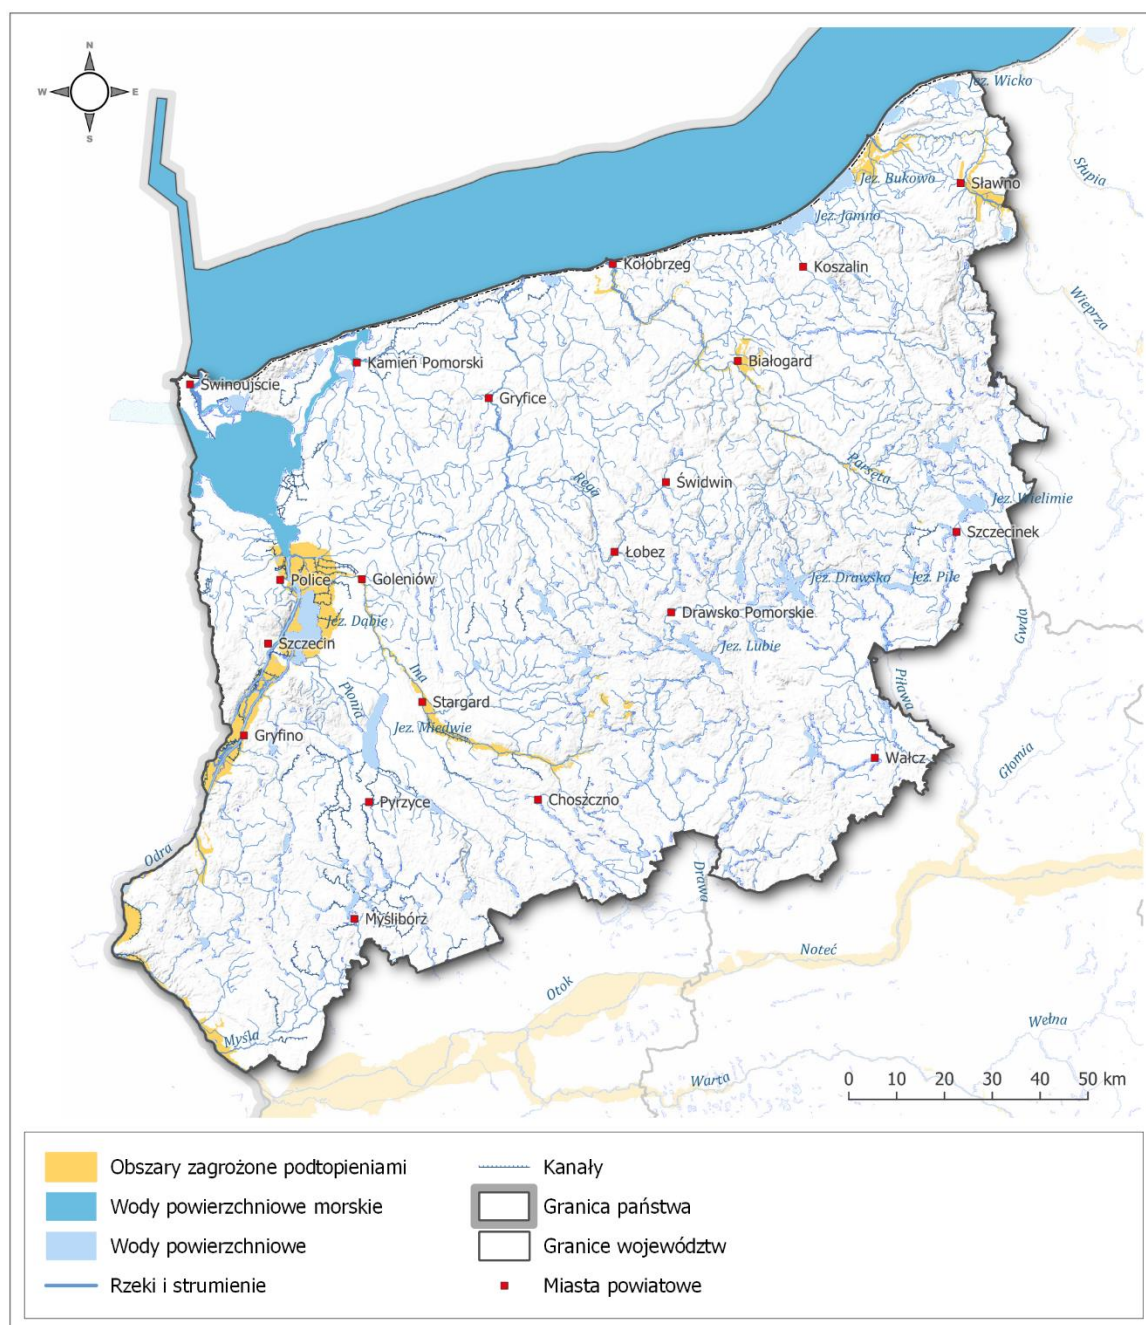 N
W
E
S
Jez. Wicko
Słupia
Jez. Bukowo
Sławno
Jez. Jamno
Kołobrzeg
Koszalin
Wieprza
Kamień Pomorski
Białogard
Świnoujście
Gryfice
Parsęta
Rega
Świdwin
Jez. Wielimie
Szczecinek
Łobez
Police
Goleniów
Jez. Drawsko
Jez. Pile
Drawsko Pomorskie
Jez. Dąbie
Gwda
Szczecin
Jez. Lubie
Ina
Płonia
Piława
Stargard
Jez. Miedwie
Gryfino
Wałcz
Głomia
Pyrzyce
Choszczno
Odra
Drawa
Myślibórz
Noteć
Otok
Wełna
Myśla
Warta
0 10 20 30 40 50 km
Obszary zagrożone podtopieniami
Wody powierzchniowe morskie
Wody powierzchniowe
Rzeki i strumienie
Kanały
Granica państwa
Granice województw
Miasta powiatowe